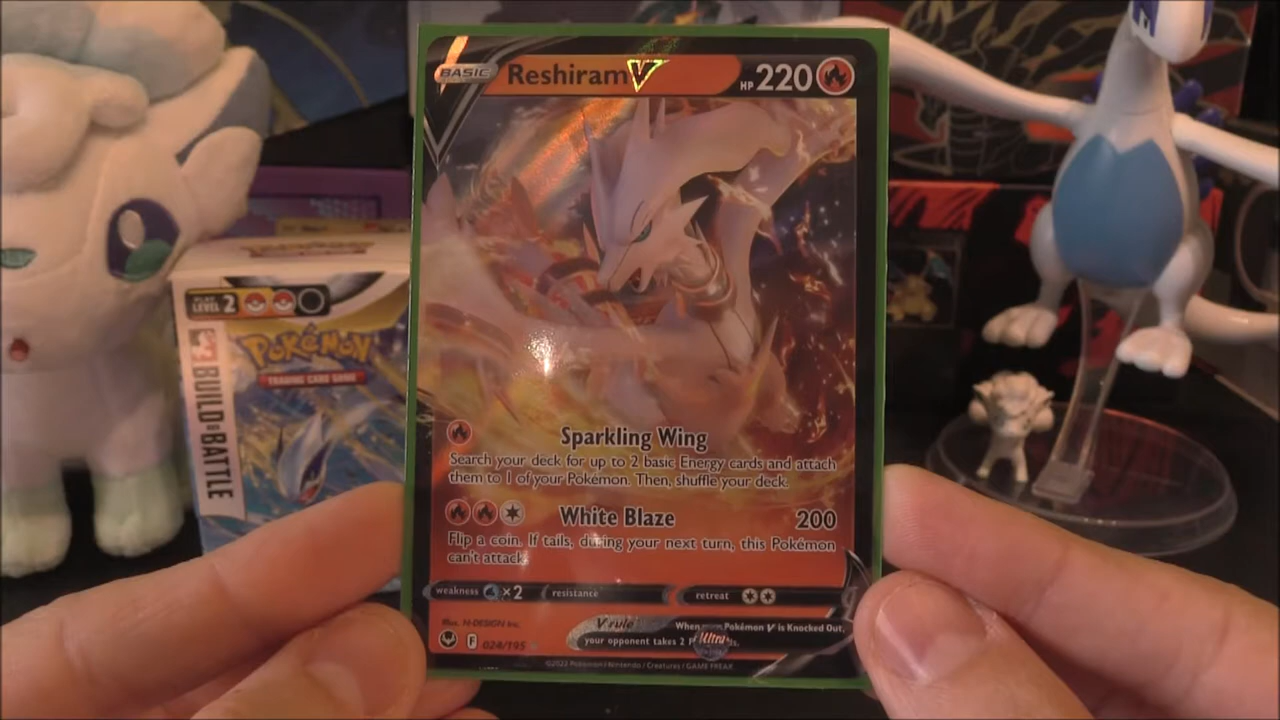 BASIC ReshiramV HP 220
Sparkling Wing
Search your deck for up to 2 basic Energy cards and attach
them to 1 of your Pokémon. Then, shuffle your deck.
White Blaze 200
Flip a coin. If tails, during your next turn, this Pokémon
can't attack.
weakness ×2 resistance retreat
Illus. N-DESIGN Inc.
V rule When your Pokémon V is Knocked Out,
your opponent takes 2
Ultra
F 024/195
©2022 Pokémon / Nintendo / Creatures / GAME FREAK
PLAY
LEVEL 2
POKÉMON
TRADING CARD GAME
BUILD & BATTLE